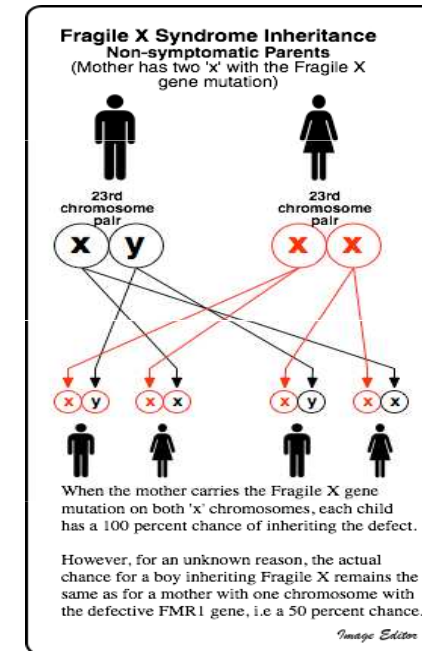 Fragile X Syndrome Inheritance
Non-symptomatic Parents
(Mother has two 'x' with the Fragile X
gene mutation)
23rd
chromosome
pair
23rd
chromosome
pair
x y x x
x y x x x y x x
When the mother carries the Fragile X gene
mutation on both 'x' chromosomes, each child
has a 100 percent chance of inheriting the defect.
However, for an unknown reason, the actual
chance for a boy inheriting Fragile X remains the
same as for a mother with one chromosome with
the defective FMR1 gene, i.e a 50 percent chance.
Image Editor